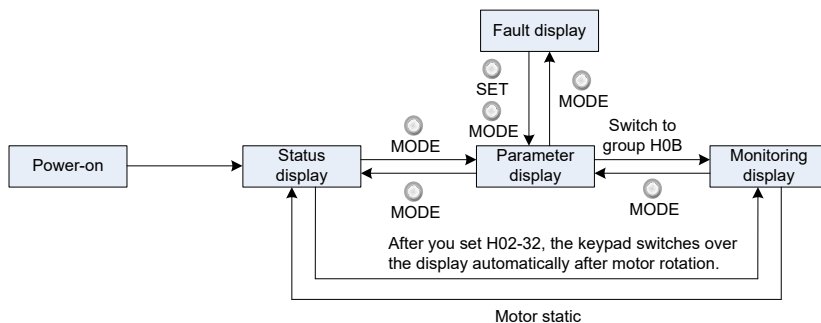 Fault display
SET
MODE
MODE
MODE
Switch to
group H0B
Power-on
Status
display
Parameter
display
Monitoring
display
MODE
MODE
After you set H02-32, the keypad switches over
the display automatically after motor rotation.
Motor static